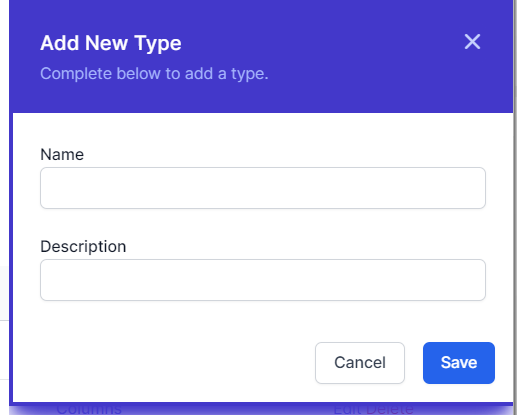 Add New Type
Complete below to add a type.
Name
Description
Cancel Save
Columns Edit Delete